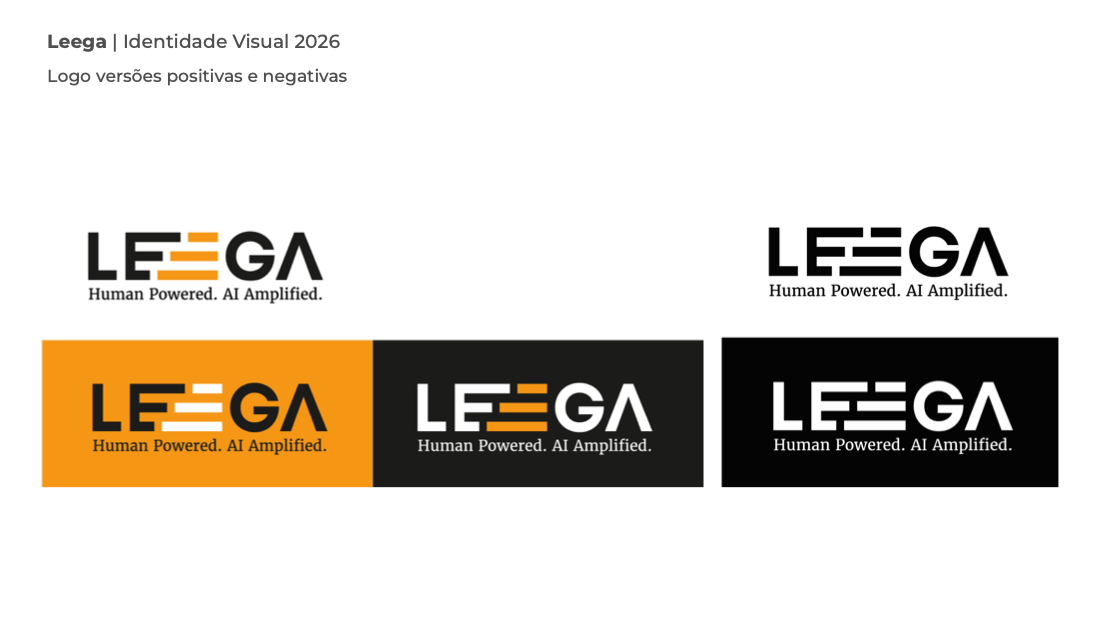 Leega | Identidade Visual 2026
Logo versões positivas e negativas
LEEGA
Human Powered. AI Amplified.
LEEGA
Human Powered. AI Amplified.
LEEGA
Human Powered. AI Amplified.
LEEGA
Human Powered. AI Amplified.
LEEGA
Human Powered. AI Amplified.